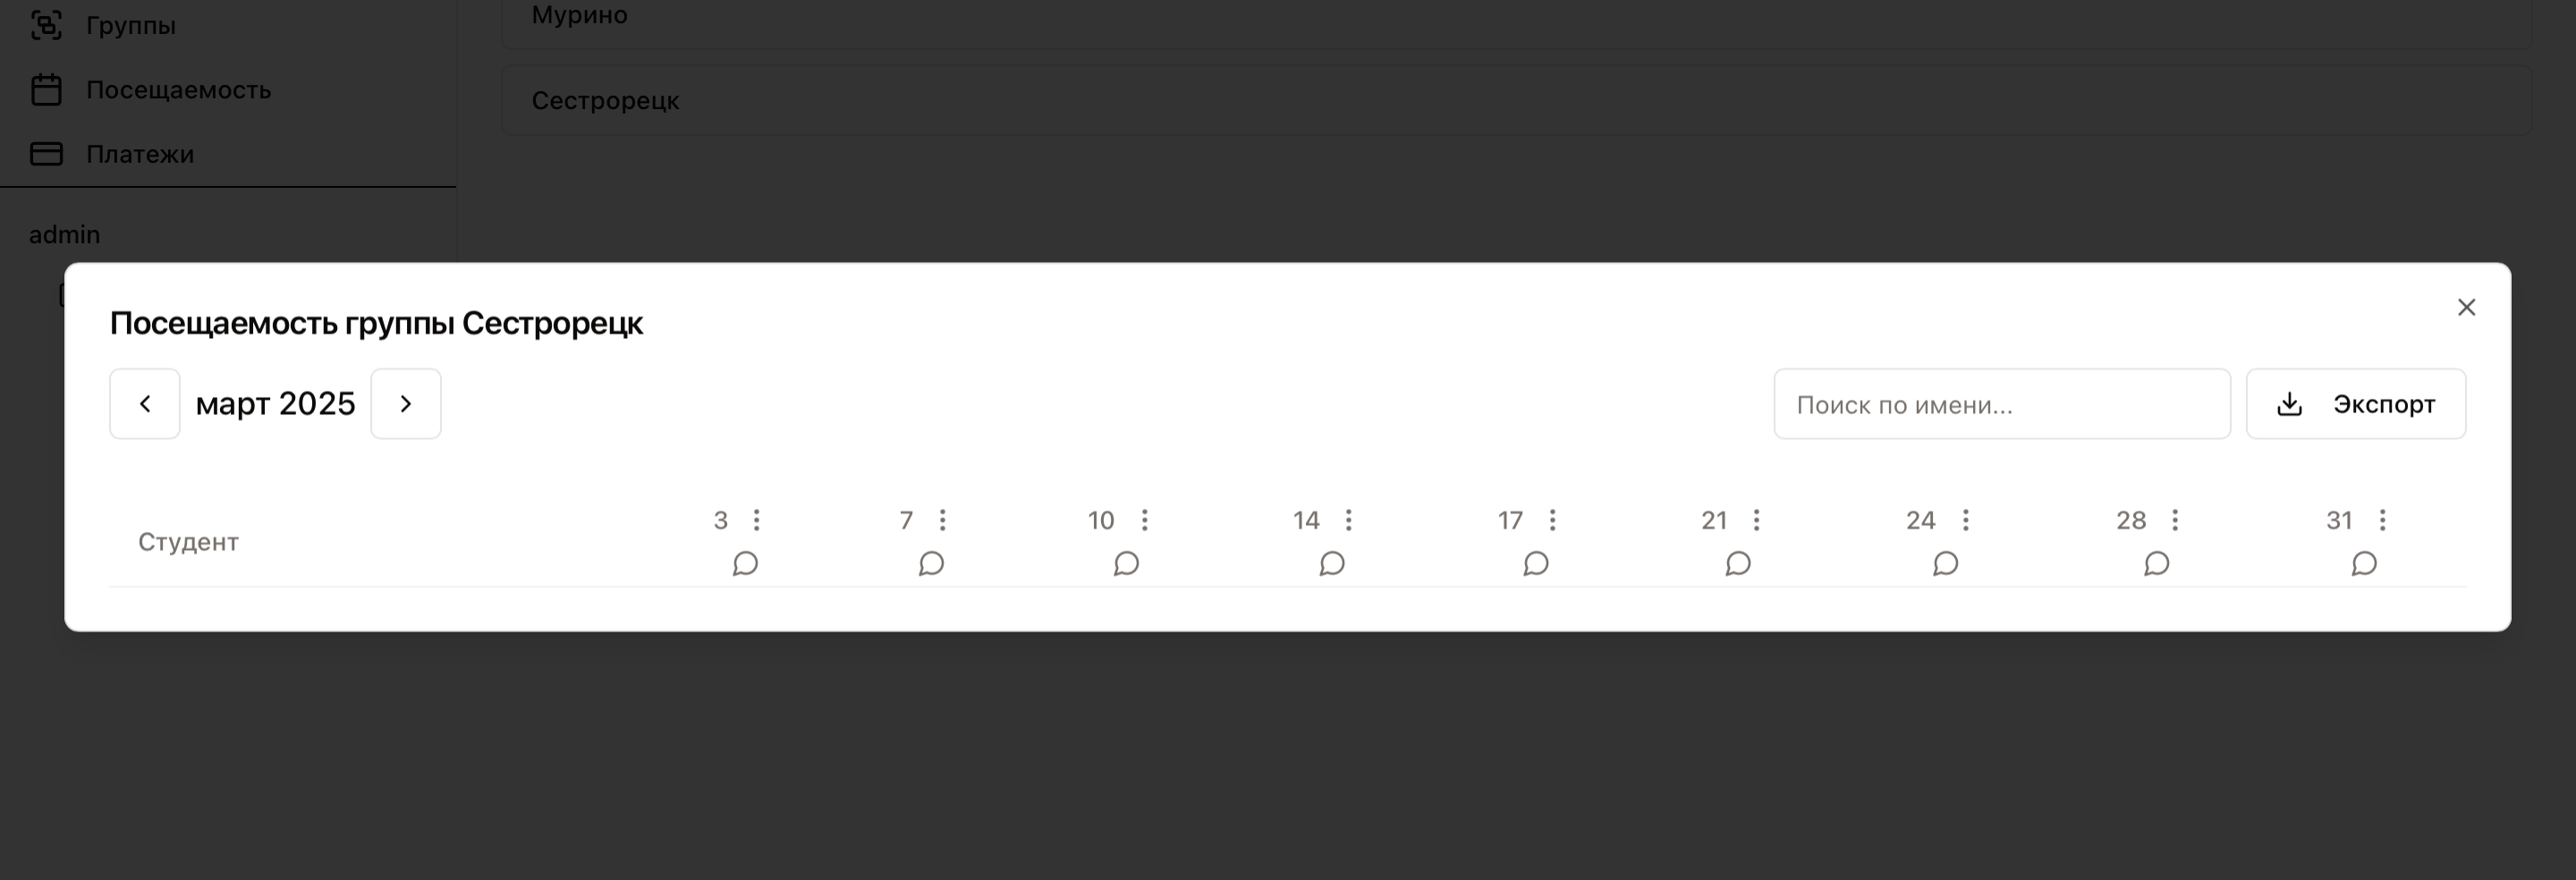 Группы
Посещаемость
Платежи
admin
Мурино
Сестрорецк
Посещаемость группы Сестрорецк
март 2025
Поиск по имени...
Экспорт
Студент
3 7 10 14 17 21 24 28 31